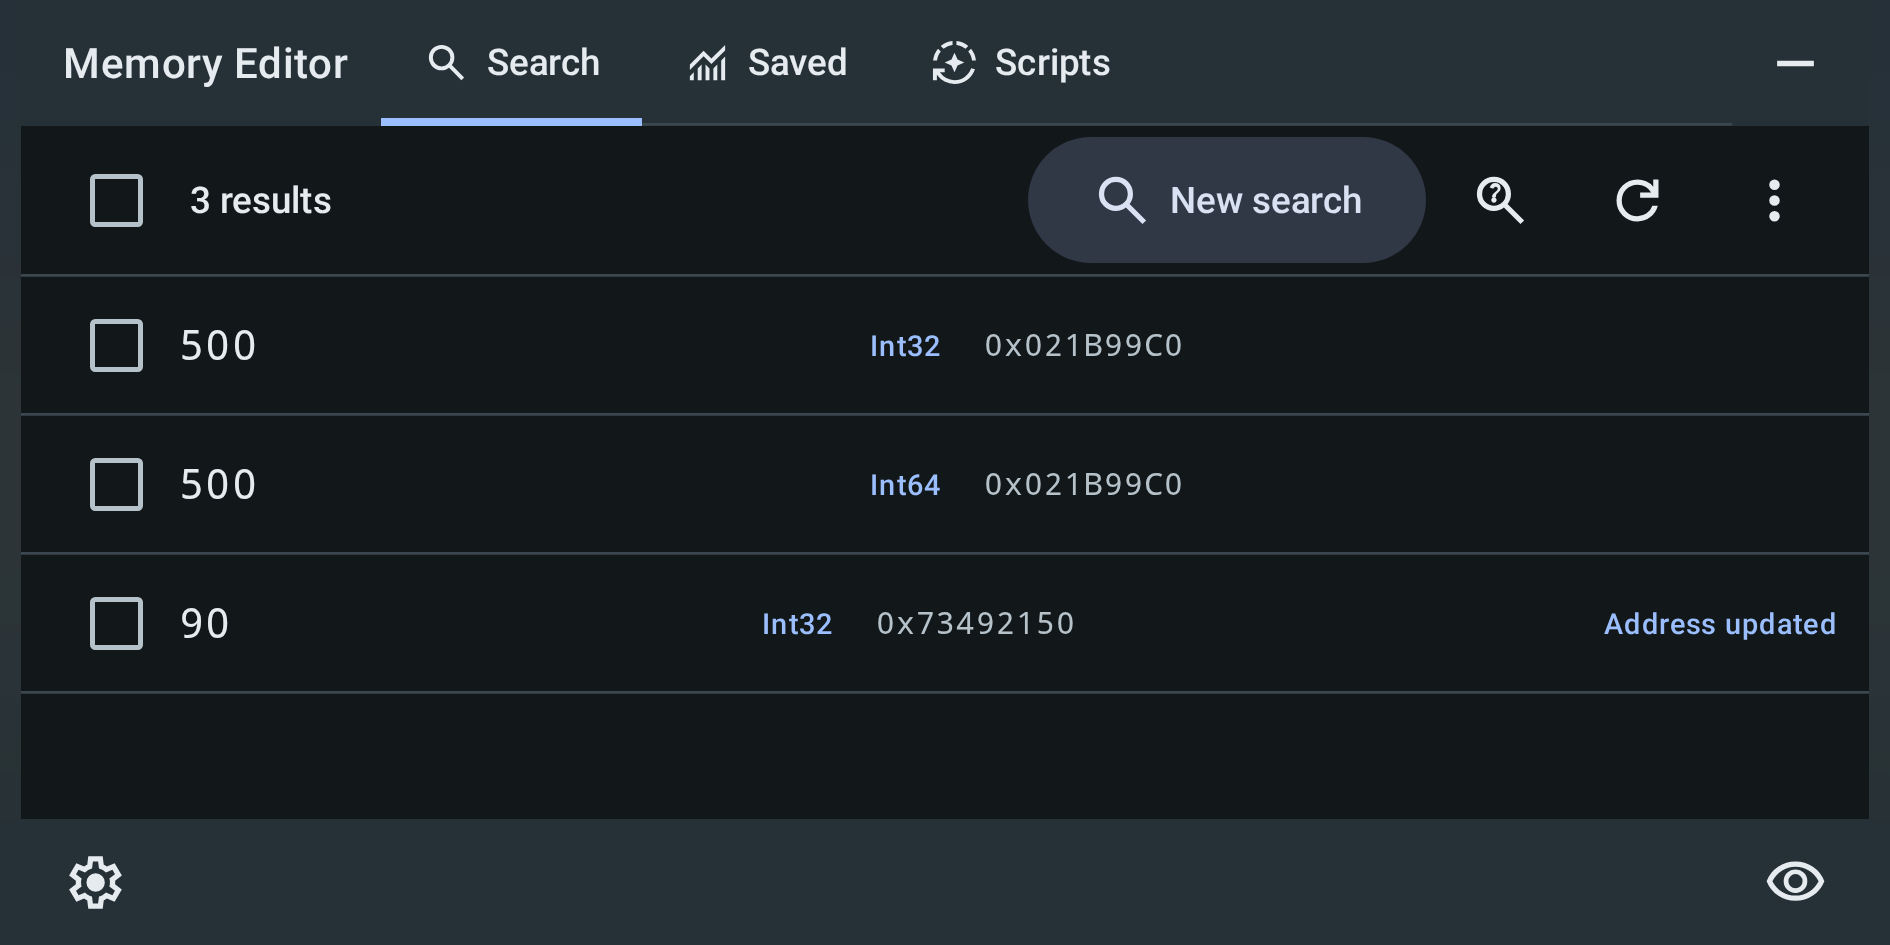 Memory Editor Search Saved Scripts
3 results New search
500 Int32 0x021B99C0
500 Int64 0x021B99C0
90 Int32 0x73492150 Address updated